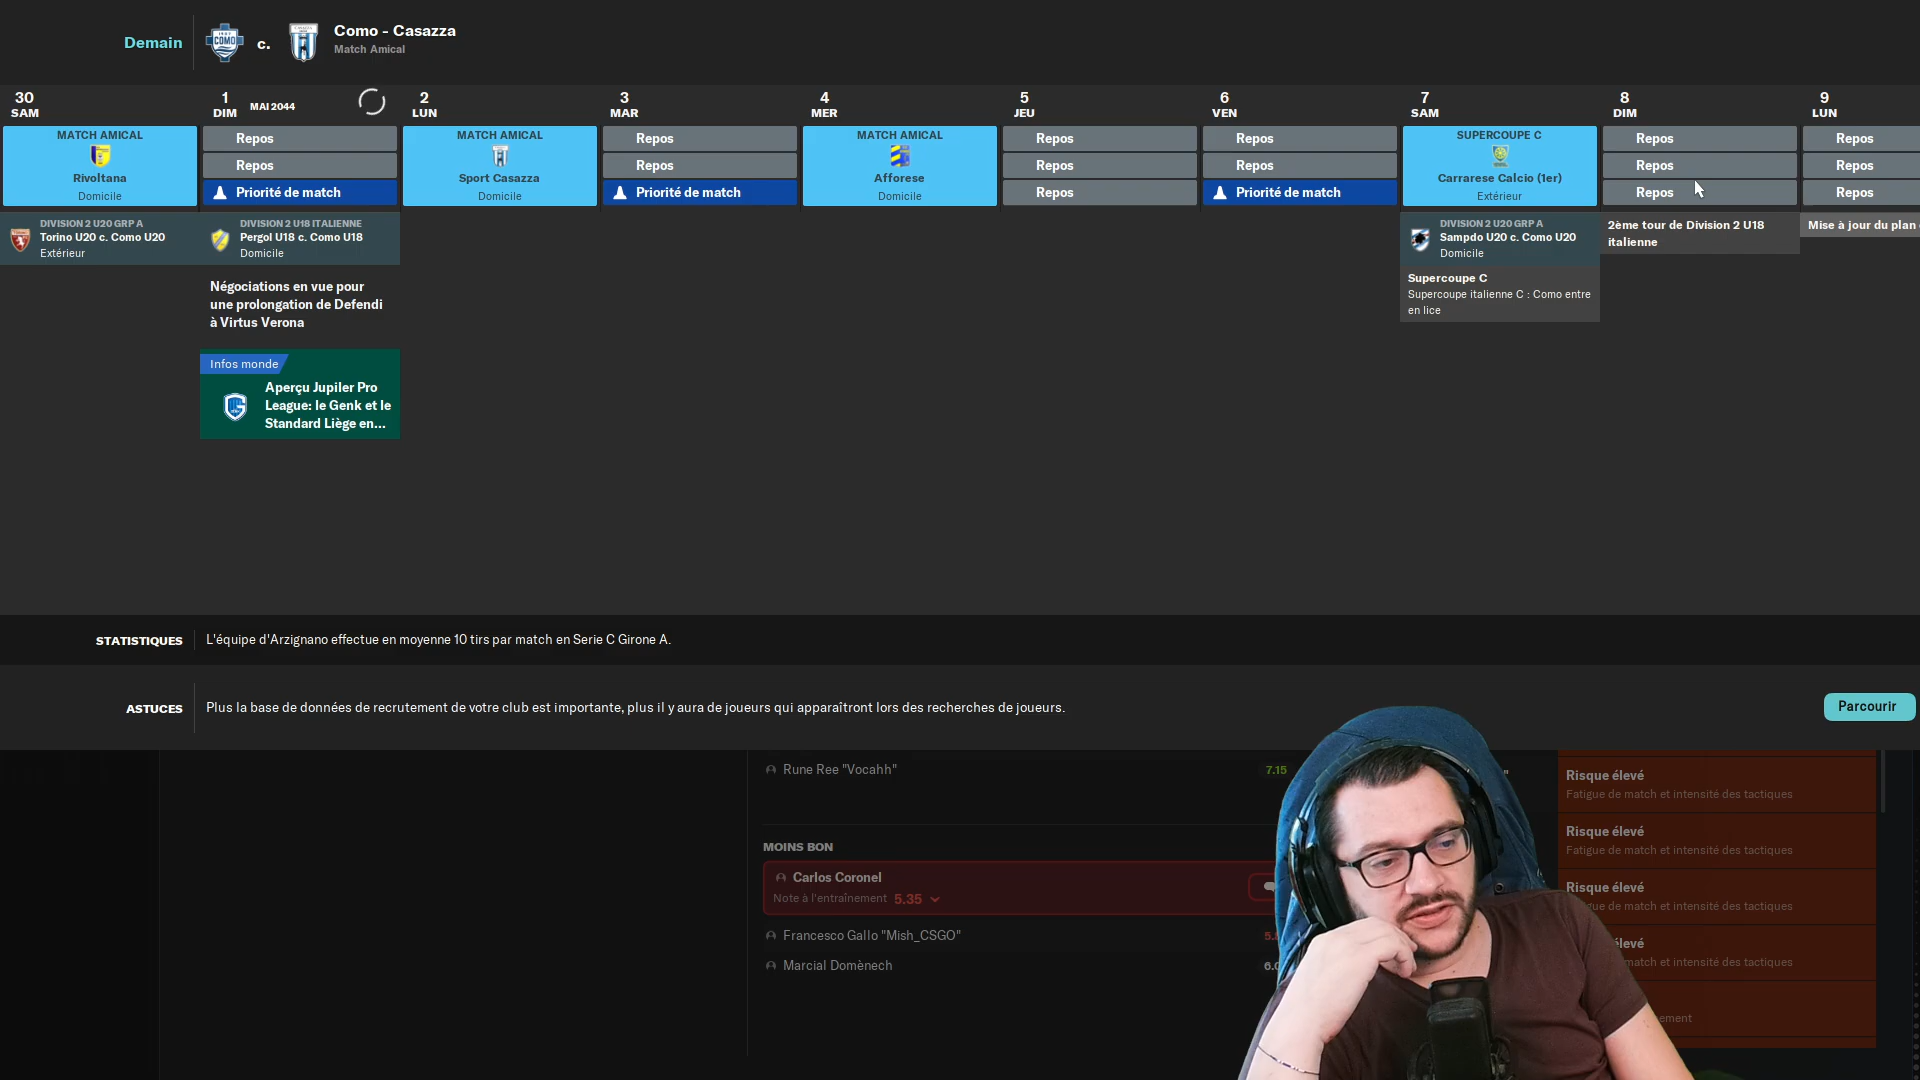 Demain
c.
Como - Casazza
Match Amical
30
SAM
1
DIM
MAI 2044
2
LUN
3
MAR
4
MER
5
JEU
6
VEN
7
SAM
8
DIM
9
LUN
MATCH AMICAL
Rivoltana
Domicile
Repos
Repos
Priorité de match
MATCH AMICAL
Sport Casazza
Domicile
Repos
Repos
Priorité de match
MATCH AMICAL
Afforese
Domicile
Repos
Repos
Repos
Repos
Repos
Priorité de match
SUPERCOUPE C
Carrarese Calcio (1er)
Extérieur
Repos
Repos
Repos
Repos
Repos
Repos
DIVISION 2 U20 GRP A
Torino U20 c. Como U20
Extérieur
DIVISION 2 U18 ITALIENNE
Pergol U18 c. Como U18
Domicile
Négociations en vue pour
une prolongation de Defendi
à Virtus Verona
Infos monde
Aperçu Jupiler Pro
League: le Genk et le
Standard Liège en...
DIVISION 2 U20 GRP A
Sampdo U20 c. Como U20
Domicile
Supercoupe C
Supercoupe italienne C : Como entre
en lice
2ème tour de Division 2 U18
italienne
Mise à jour du plan
STATISTIQUES
L'équipe d'Arzignano effectue en moyenne 10 tirs par match en Serie C Girone A.
ASTUCES
Plus la base de données de recrutement de votre club est importante, plus il y aura de joueurs qui apparaîtront lors des recherches de joueurs.
Parcourir
Rune Ree "Vocahh"
7.15
MOINS BON
Carlos Coronel
Note à l'entraînement 5.35
Francesco Gallo "Mish_CSGO"
Marcial Domènech
Risque élevé
Fatigue de match et intensité des tactiques
Risque élevé
Fatigue de match et intensité des tactiques
Risque élevé
de match et intensité des tactiques
match et intensité des tactiques